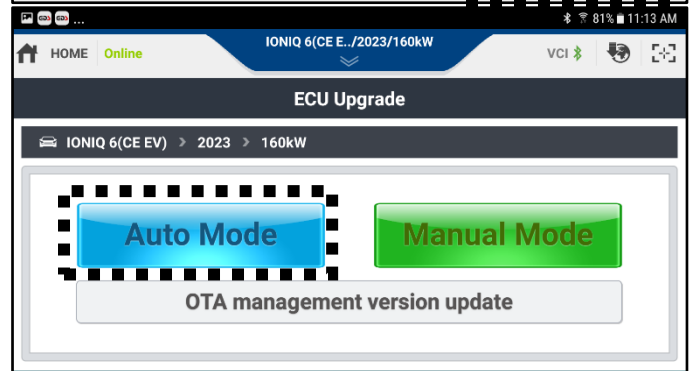 81% 11:13 AM
HOME Online IONIQ 6(CE E../2023/160kW VCI
ECU Upgrade
IONIQ 6(CE EV) > 2023 > 160kW
Auto Mode Manual Mode
OTA management version update